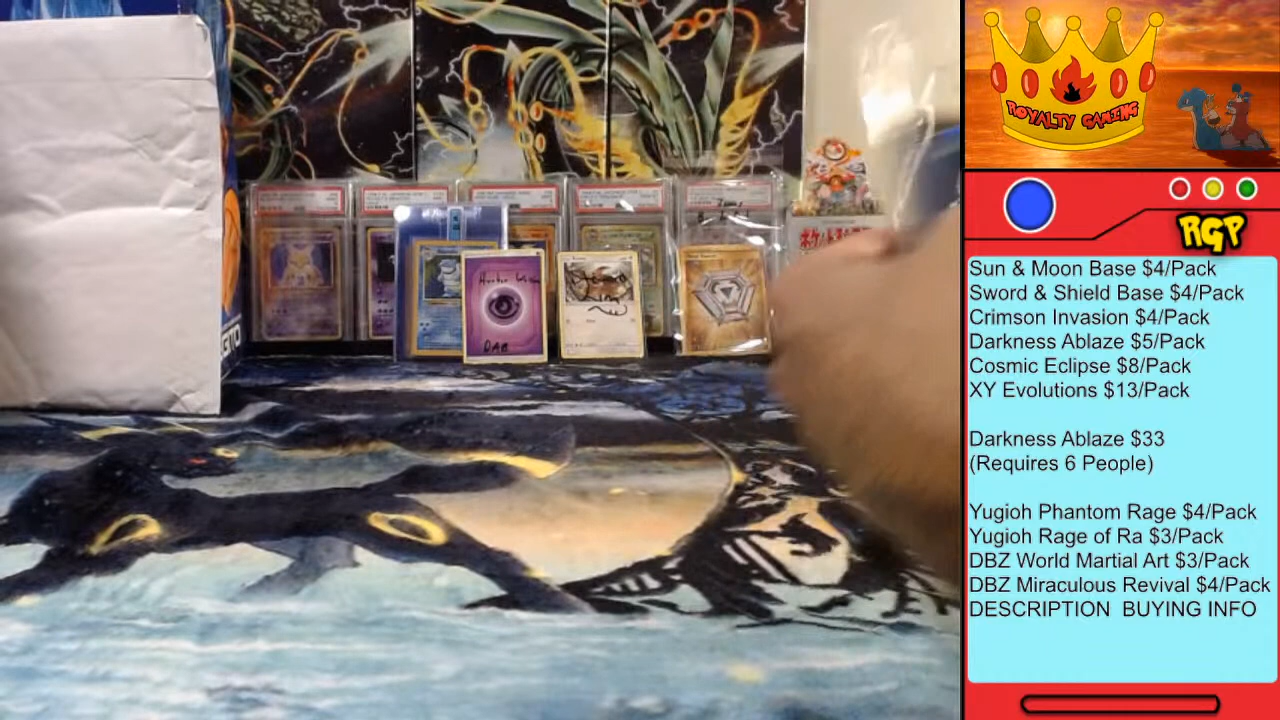 ROYALTY GAMING
RGP
Sun & Moon Base $4/Pack
Sword & Shield Base $4/Pack
Crimson Invasion $4/Pack
Darkness Ablaze $5/Pack
Cosmic Eclipse $8/Pack
XY Evolutions $13/Pack
Darkness Ablaze $33
(Requires 6 People)
Yugioh Phantom Rage $4/Pack
Yugioh Rage of Ra $3/Pack
DBZ World Martial Art $3/Pack
DBZ Miraculous Revival $4/Pack
DESCRIPTION BUYING INFO
DAB